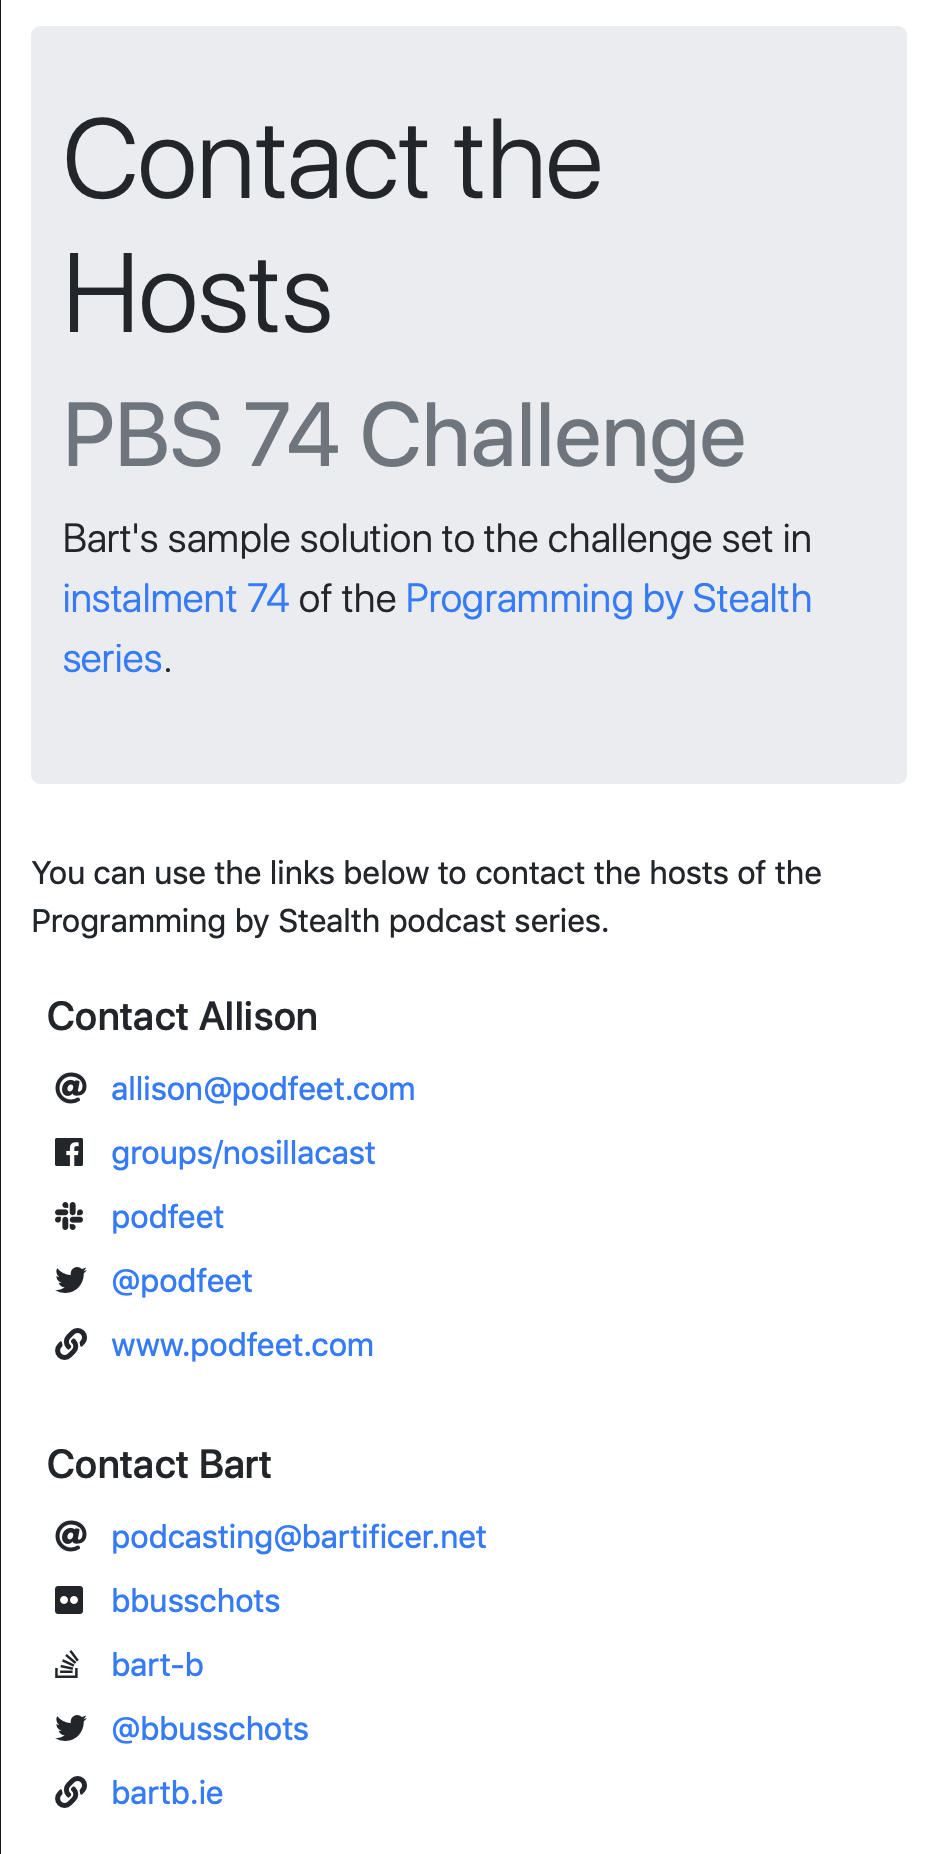 Contact the
Hosts
PBS 74 Challenge
Bart's sample solution to the challenge set in
instalment 74 of the Programming by Stealth
series.
You can use the links below to contact the hosts of the
Programming by Stealth podcast series.
Contact Allison
allison@podfeet.com
groups/nosillacast
podfeet
@podfeet
www.podfeet.com
Contact Bart
podcasting@bartificer.net
bbusschots
bart-b
@bbusschots
bartb.ie